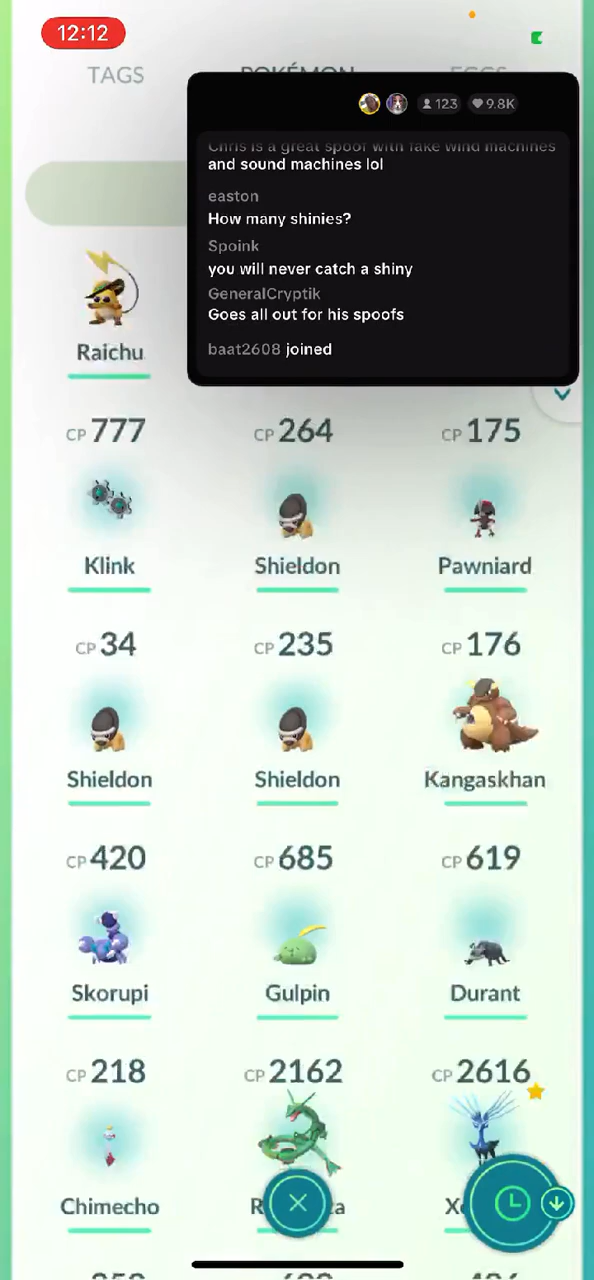 12:12
TAGS
POKÉMON
EGGS
123
9.8K
Chris is a great spoof with fake wind machines
and sound machines lol
easton
How many shinies?
Spoink
you will never catch a shiny
GeneralCryptik
Goes all out for his spoofs
baat2608 joined
Raichu
CP 777
CP 264
CP 175
Klink
Shieldon
Pawniard
CP 34
CP 235
CP 176
Shieldon
Shieldon
Kangaskhan
CP 420
CP 685
CP 619
Skorupi
Gulpin
Durant
CP 218
CP 2162
CP 2616
Chimecho